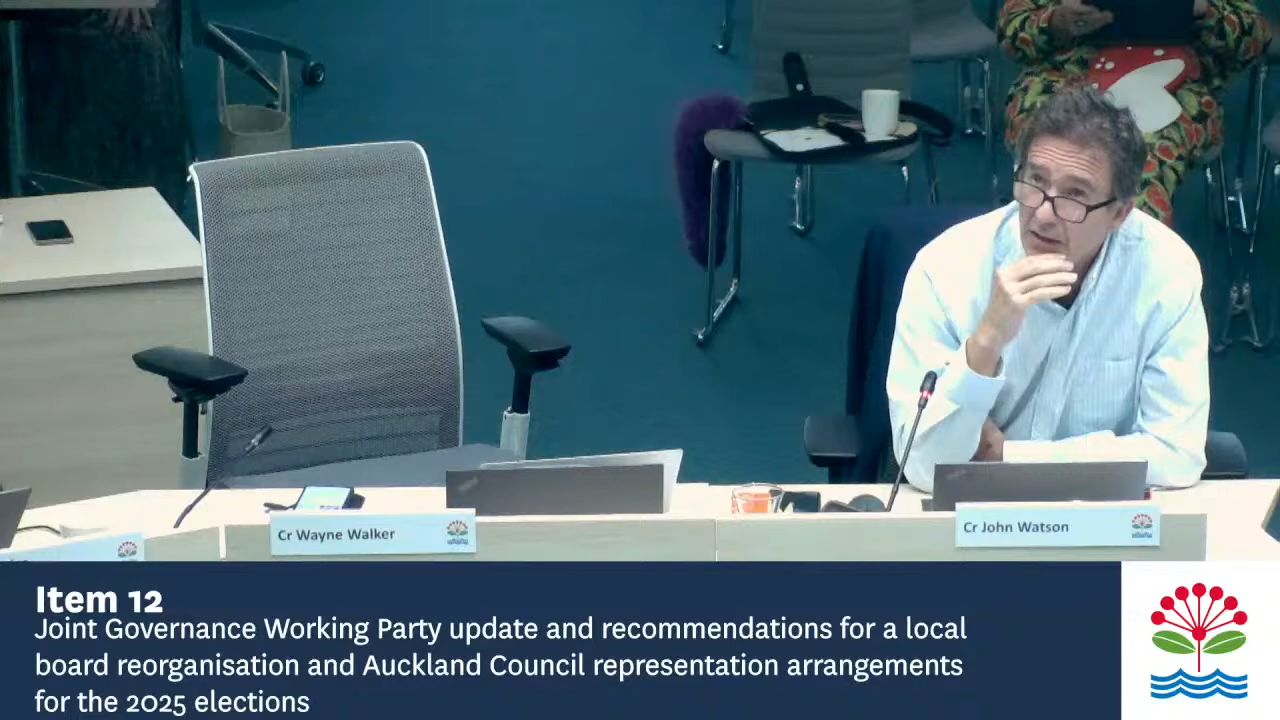 Cr Wayne Walker
Cr John Watson
Item 12
Joint Governance Working Party update and recommendations for a local
board reorganisation and Auckland Council representation arrangements
for the 2025 elections